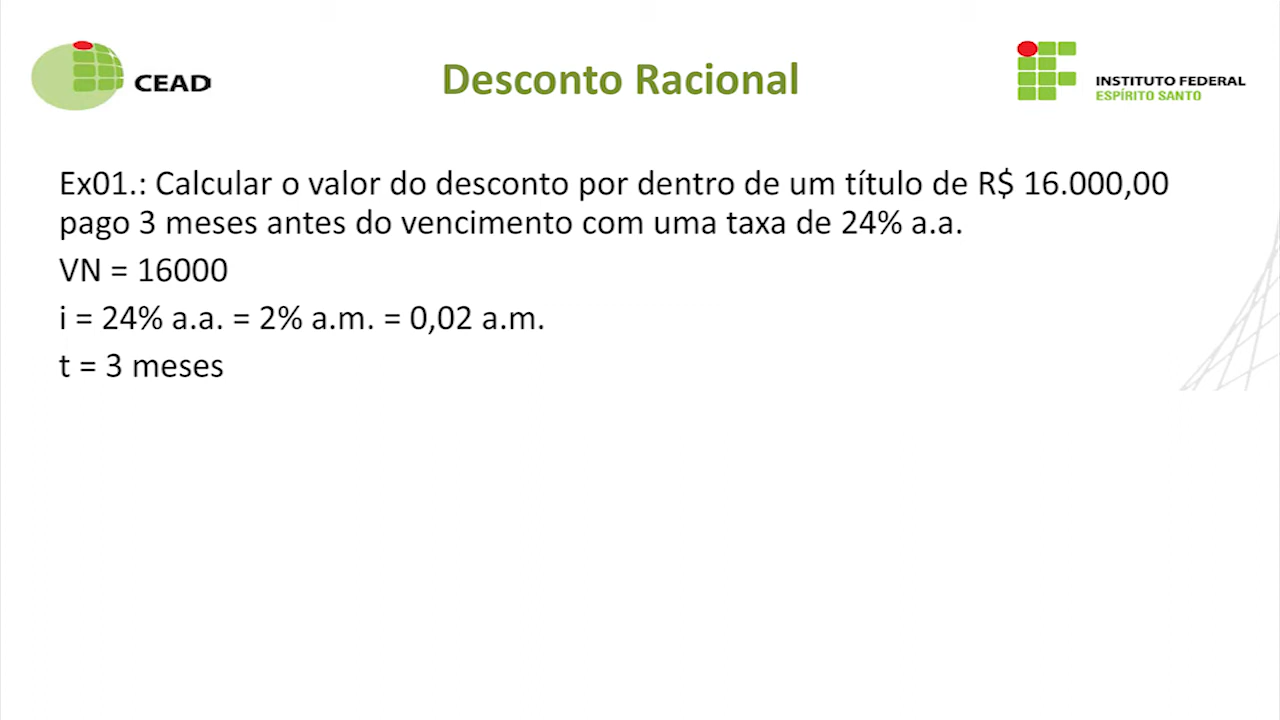 CEAD
Desconto Racional
INSTITUTO FEDERAL
ESPÍRITO SANTO
Ex01.: Calcular o valor do desconto por dentro de um título de R$ 16.000,00
pago 3 meses antes do vencimento com uma taxa de 24% a.a.
VN = 16000
i = 24% a.a. = 2% a.m. = 0,02 a.m.
t = 3 meses